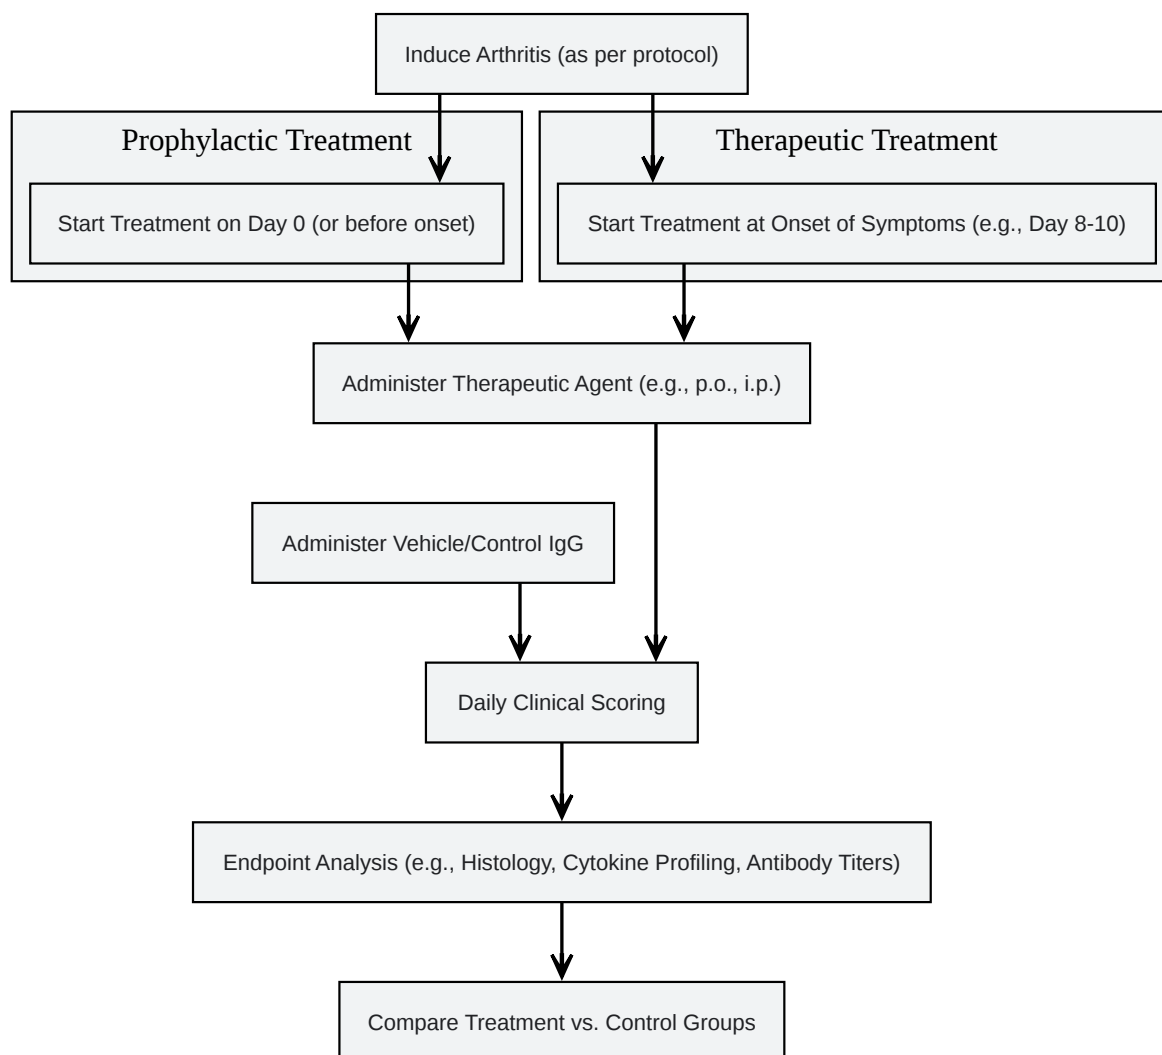 Induce Arthritis (as per protocol)
Prophylactic Treatment
Therapeutic Treatment
Start Treatment on Day 0 (or before onset)
Start Treatment at Onset of Symptoms (e.g., Day 8-10)
Administer Therapeutic Agent (e.g., p.o., i.p.)
Administer Vehicle/Control IgG
Daily Clinical Scoring
Endpoint Analysis (e.g., Histology, Cytokine Profiling, Antibody Titers)
Compare Treatment vs. Control Groups